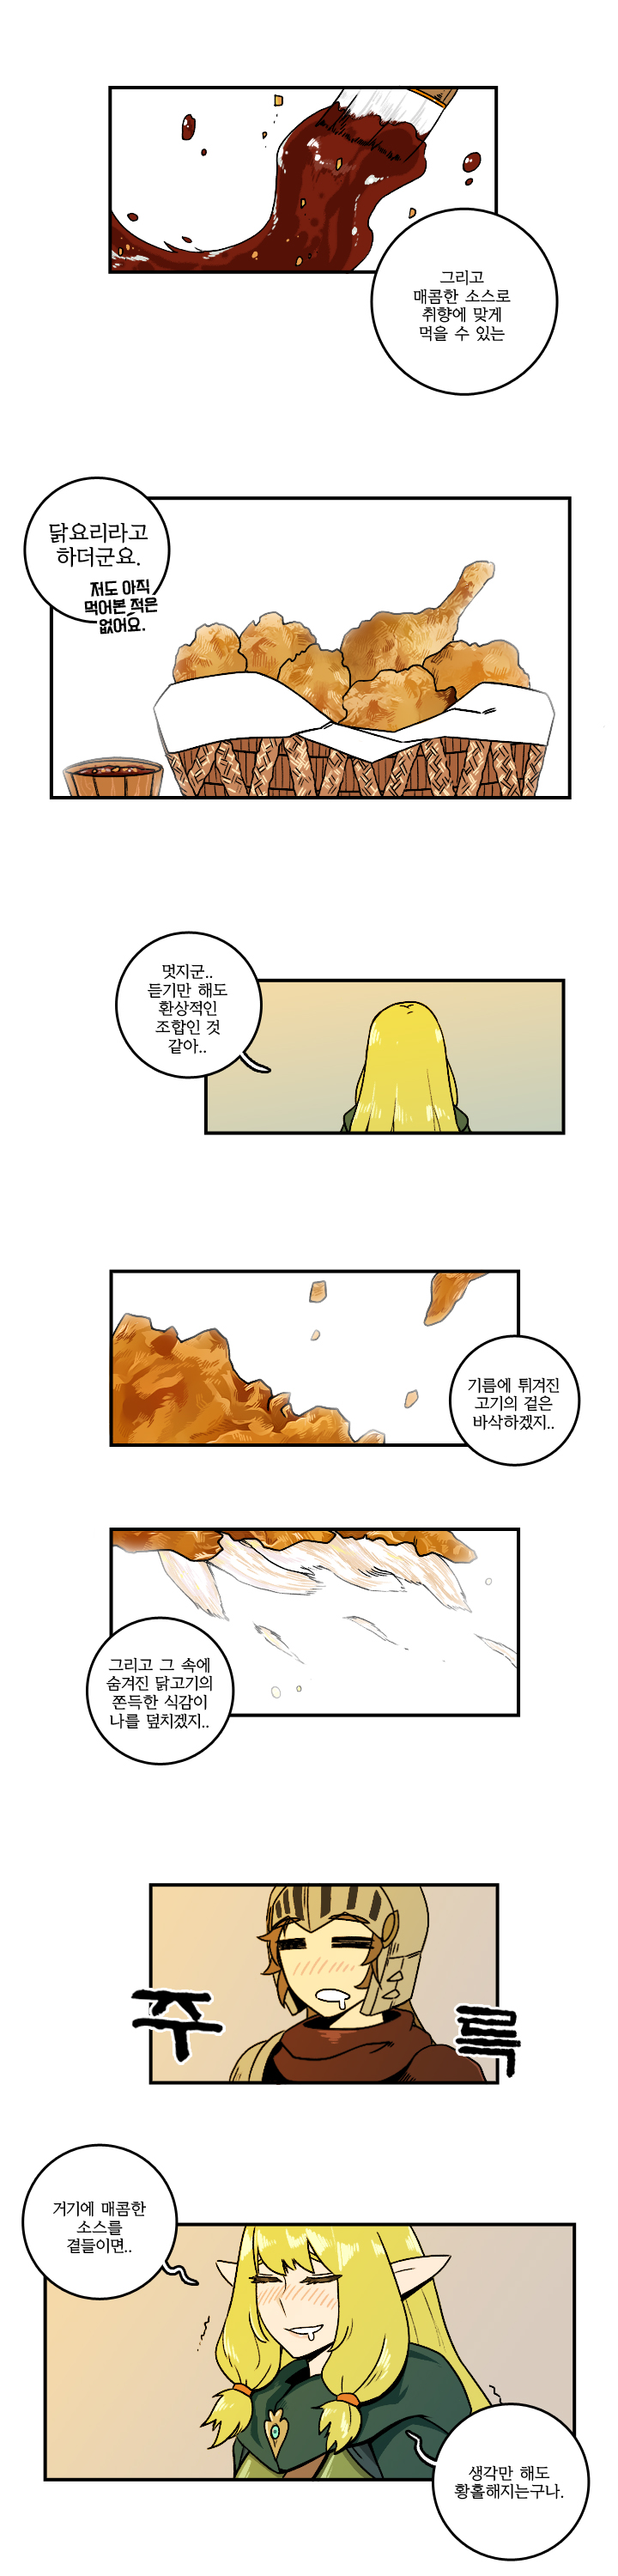 그리고
매콤한 소스로
취향에 맞게
먹을 수 있는
닭요리라고
하더군요.
저도 아직
먹어본 적은
없어요.
멋지군..
듣기만 해도
환상적인
조합인 것
같아..
기름에 튀겨진
고기의 겉은
바삭하겠지..
그리고 그 속에
숨겨진 닭고기의
쫀득한 식감이
나를 덮치겠지..
주륵
거기에 매콤한
소스를
곁들이면..
생각만 해도
황홀해지는구나.